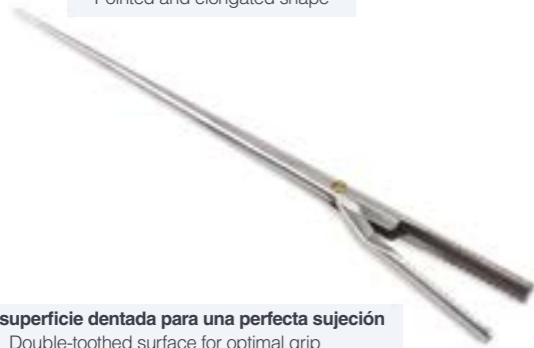 Pointed and elongated shape
superficie dentada para una perfecta sujeción
Double-toothed surface for optimal grip